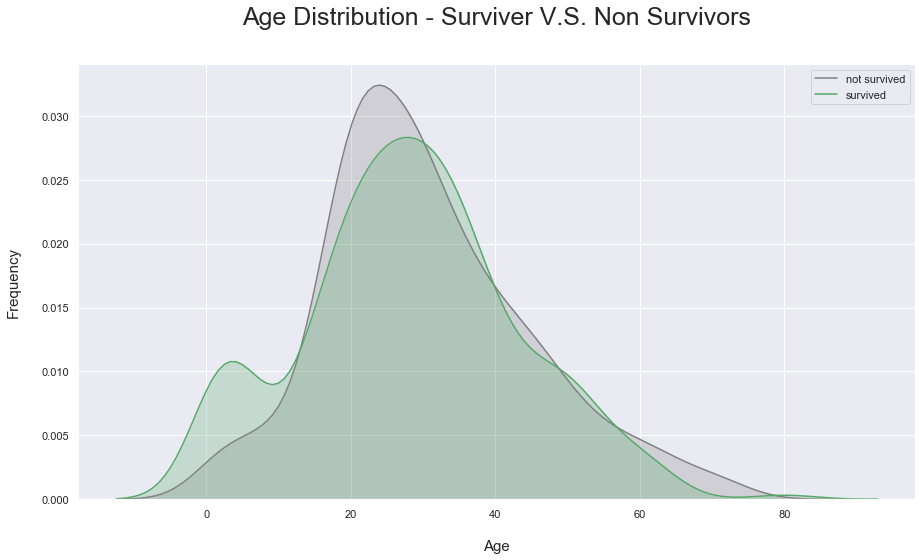 Age Distribution - Surviver V.S. Non Survivors
not survived
survived
0.030
0.025
0.020
0.015
0.010
0.005
0.000
Frequency
0 20 40 60 80
Age